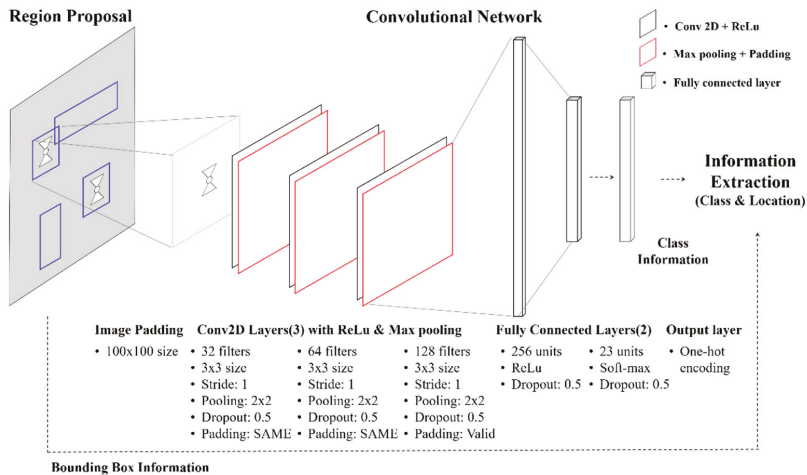 Region Proposal
Convolutional Network
• Conv 2D + ReLu
• Max pooling + Padding
• Fully connected layer
Information
Extraction
(Class & Location)
Class
Information
Image Padding
• 100x100 size
Conv2D Layers(3) with ReLu & Max pooling
• 32 filters
• 3x3 size
• Stride: 1
• Pooling: 2x2
• Dropout: 0.5
• Padding: SAME
• 64 filters
• 3x3 size
• Stride: 1
• Pooling: 2x2
• Dropout: 0.5
• Padding: SAME
• 128 filters
• 3x3 size
• Stride: 1
• Pooling: 2x2
• Dropout: 0.5
• Padding: Valid
Fully Connected Layers(2)
• 256 units
• ReLu
• Dropout: 0.5
• 23 units
• Soft-max
• Dropout: 0.5
Output layer
• One-hot
encoding
Bounding Box Information